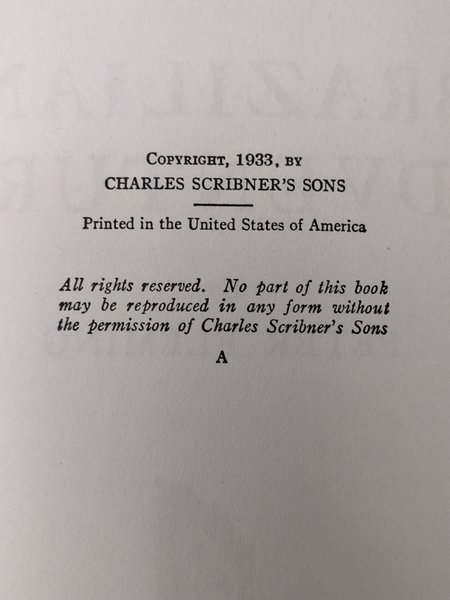 COPYRIGHT, 1933, BY
CHARLES SCRIBNER'S SONS
Printed in the United States of America
All rights reserved. No part of this book
may be reproduced in any form without
the permission of Charles Scribner's Sons
A